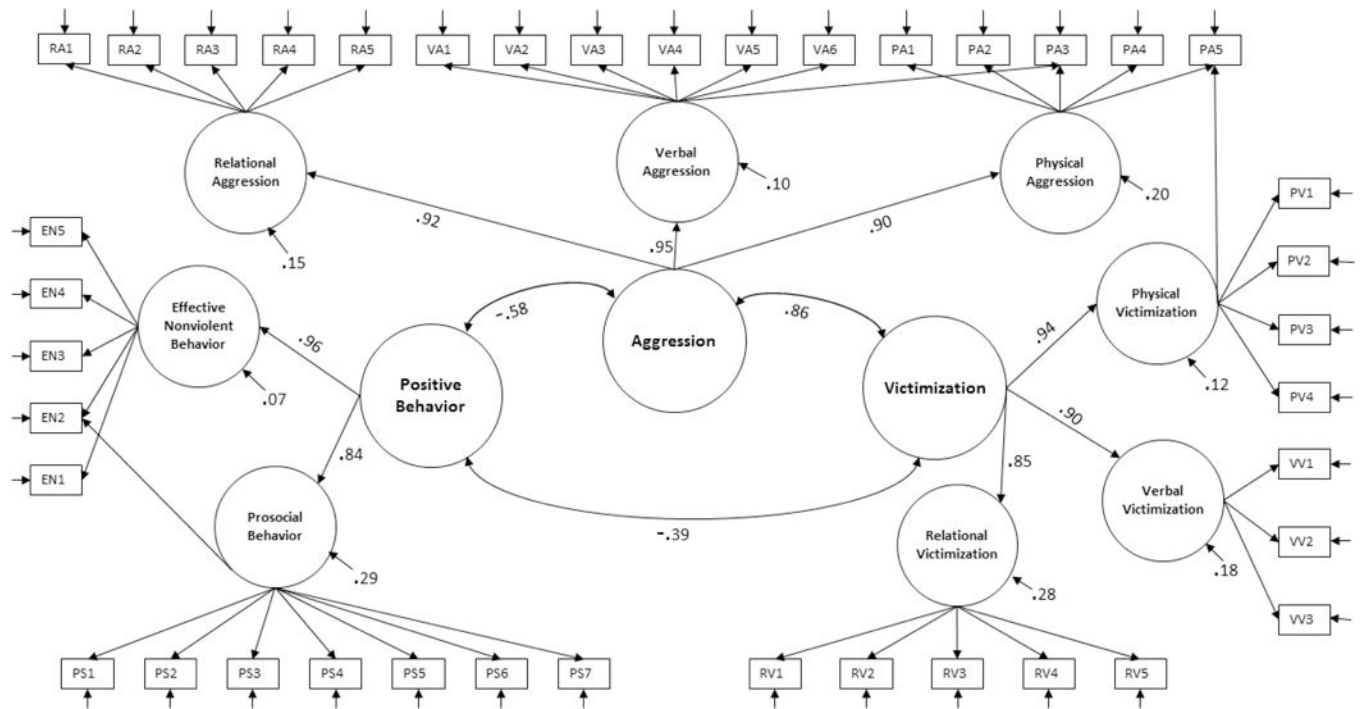 RA1 RA2 RA3 RA4 RA5 VA1 VA2 VA3 VA4 VA5 VA6 PA1 PA2 PA3 PA4 PA5
Relational
Aggression
.15
Verbal
Aggression
.10
Physical
Aggression
.20
.92
.95
.90
EN5
EN4
EN3
EN2
EN1
Effective
Nonviolent
Behavior
.07
.96
-.58
Aggression
.86
Positive
Behavior
Victimization
.94
Physical
Victimization
.12
PV1
PV2
PV3
PV4
.84
-.39
.85
.90
Prosocial
Behavior
.29
Relational
Victimization
.28
Verbal
Victimization
.18
VV1
VV2
VV3
PS1 PS2 PS3 PS4 PS5 PS6 PS7 RV1 RV2 RV3 RV4 RV5